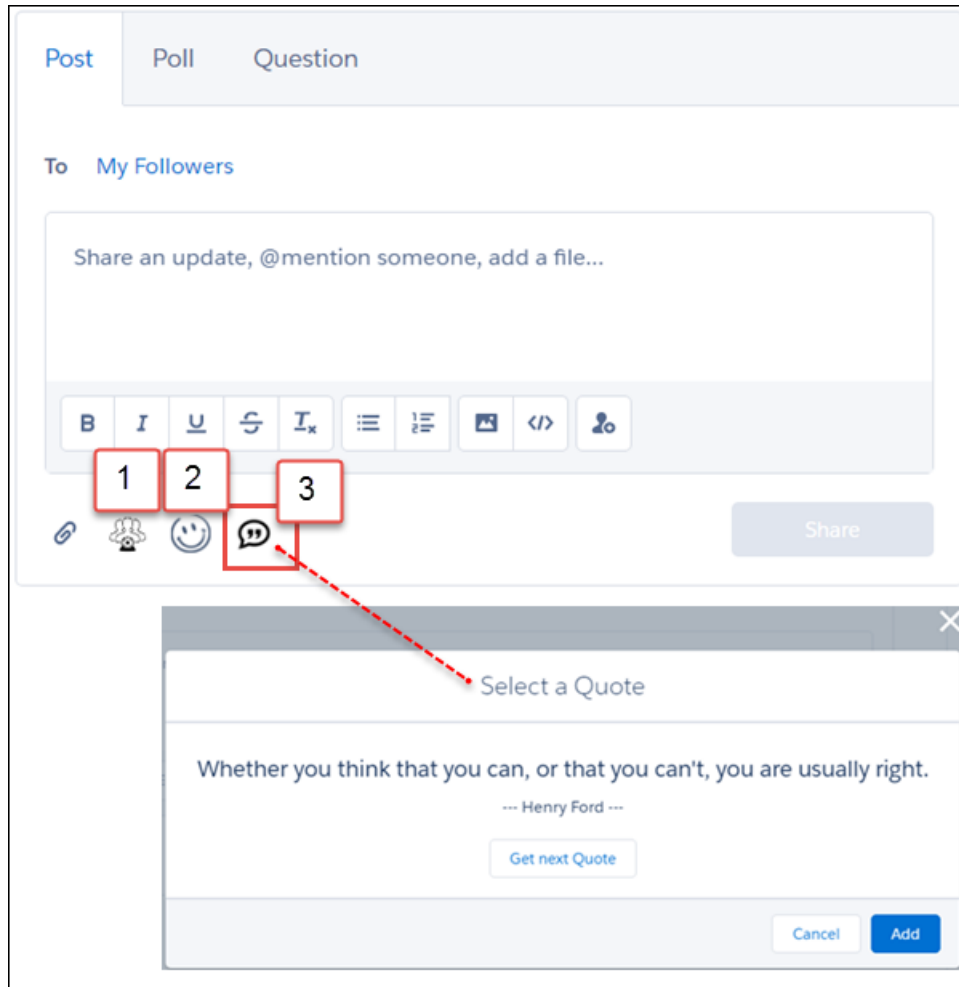 Post Poll Question
To My Followers
Share an update, @mention someone, add a file...
B I U S Tx </>
1 2 3
Share
Select a Quote
Whether you think that you can, or that you can't, you are usually right.
--- Henry Ford ---
Get next Quote
Cancel Add